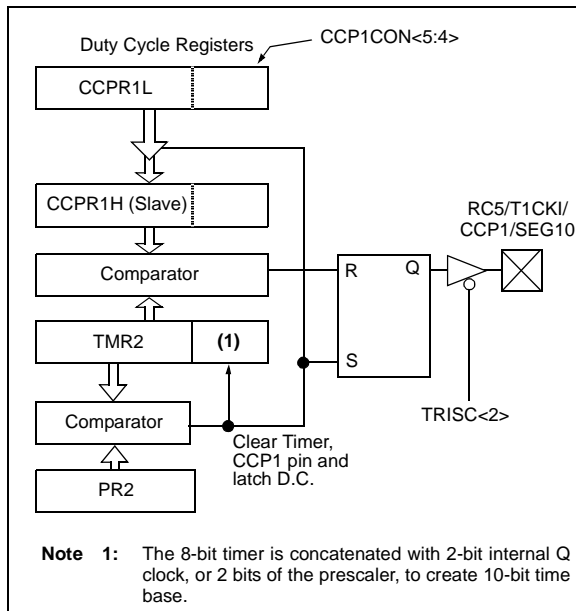 CCP1CON<5:4>
Duty Cycle Registers
CCPR1L
CCPR1H (Slave)
RC5/T1CKI/
CCP1/SEG10
Comparator
R
Q
TMR2
(1)
S
Comparator
TRISC<2>
Clear Timer,
CCP1 pin and
latch D.C.
PR2
Note 1: The 8-bit timer is concatenated with 2-bit internal Q
clock, or 2 bits of the prescaler, to create 10-bit time
base.